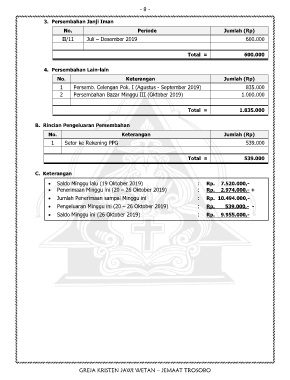 - 8 -
3. Persembahan Janji Iman
No. Periode Jumlah (Rp)
II/11 Juli – Desember 2019 600.000
Total = 600.000
4. Persembahan Lain-lain
No. Keterangan Jumlah (Rp)
1 Persemb. Celengan Pok. I (Agustus - September 2019) 835.000
2 Persembahan Bazar Minggu III (Oktober 2019) 1.000.000
Total = 1.835.000
B. Rincian Pengeluaran Persembahan
No. Keterangan Jumlah (Rp)
1 Setor ke Rekening PPG 539.000
Total = 539.000
C. Keterangan
• Saldo Minggu lalu (19 Oktober 2019) : Rp. 7.520.000,-
• Penerimaan Minggu ini (20 – 26 Oktober 2019) : Rp. 2.974.000,- +
• Jumlah Penerimaan sampai Minggu ini : Rp. 10.494.000,-
• Pengeluaran Minggu ini (20 – 26 Oktober 2019) : Rp. 539.000,- -
• Saldo Minggu ini (26 Oktober 2019) : Rp. 9.955.000,-
GREJA KRISTEN JAWI WETAN – JEMAAT TROSOBO